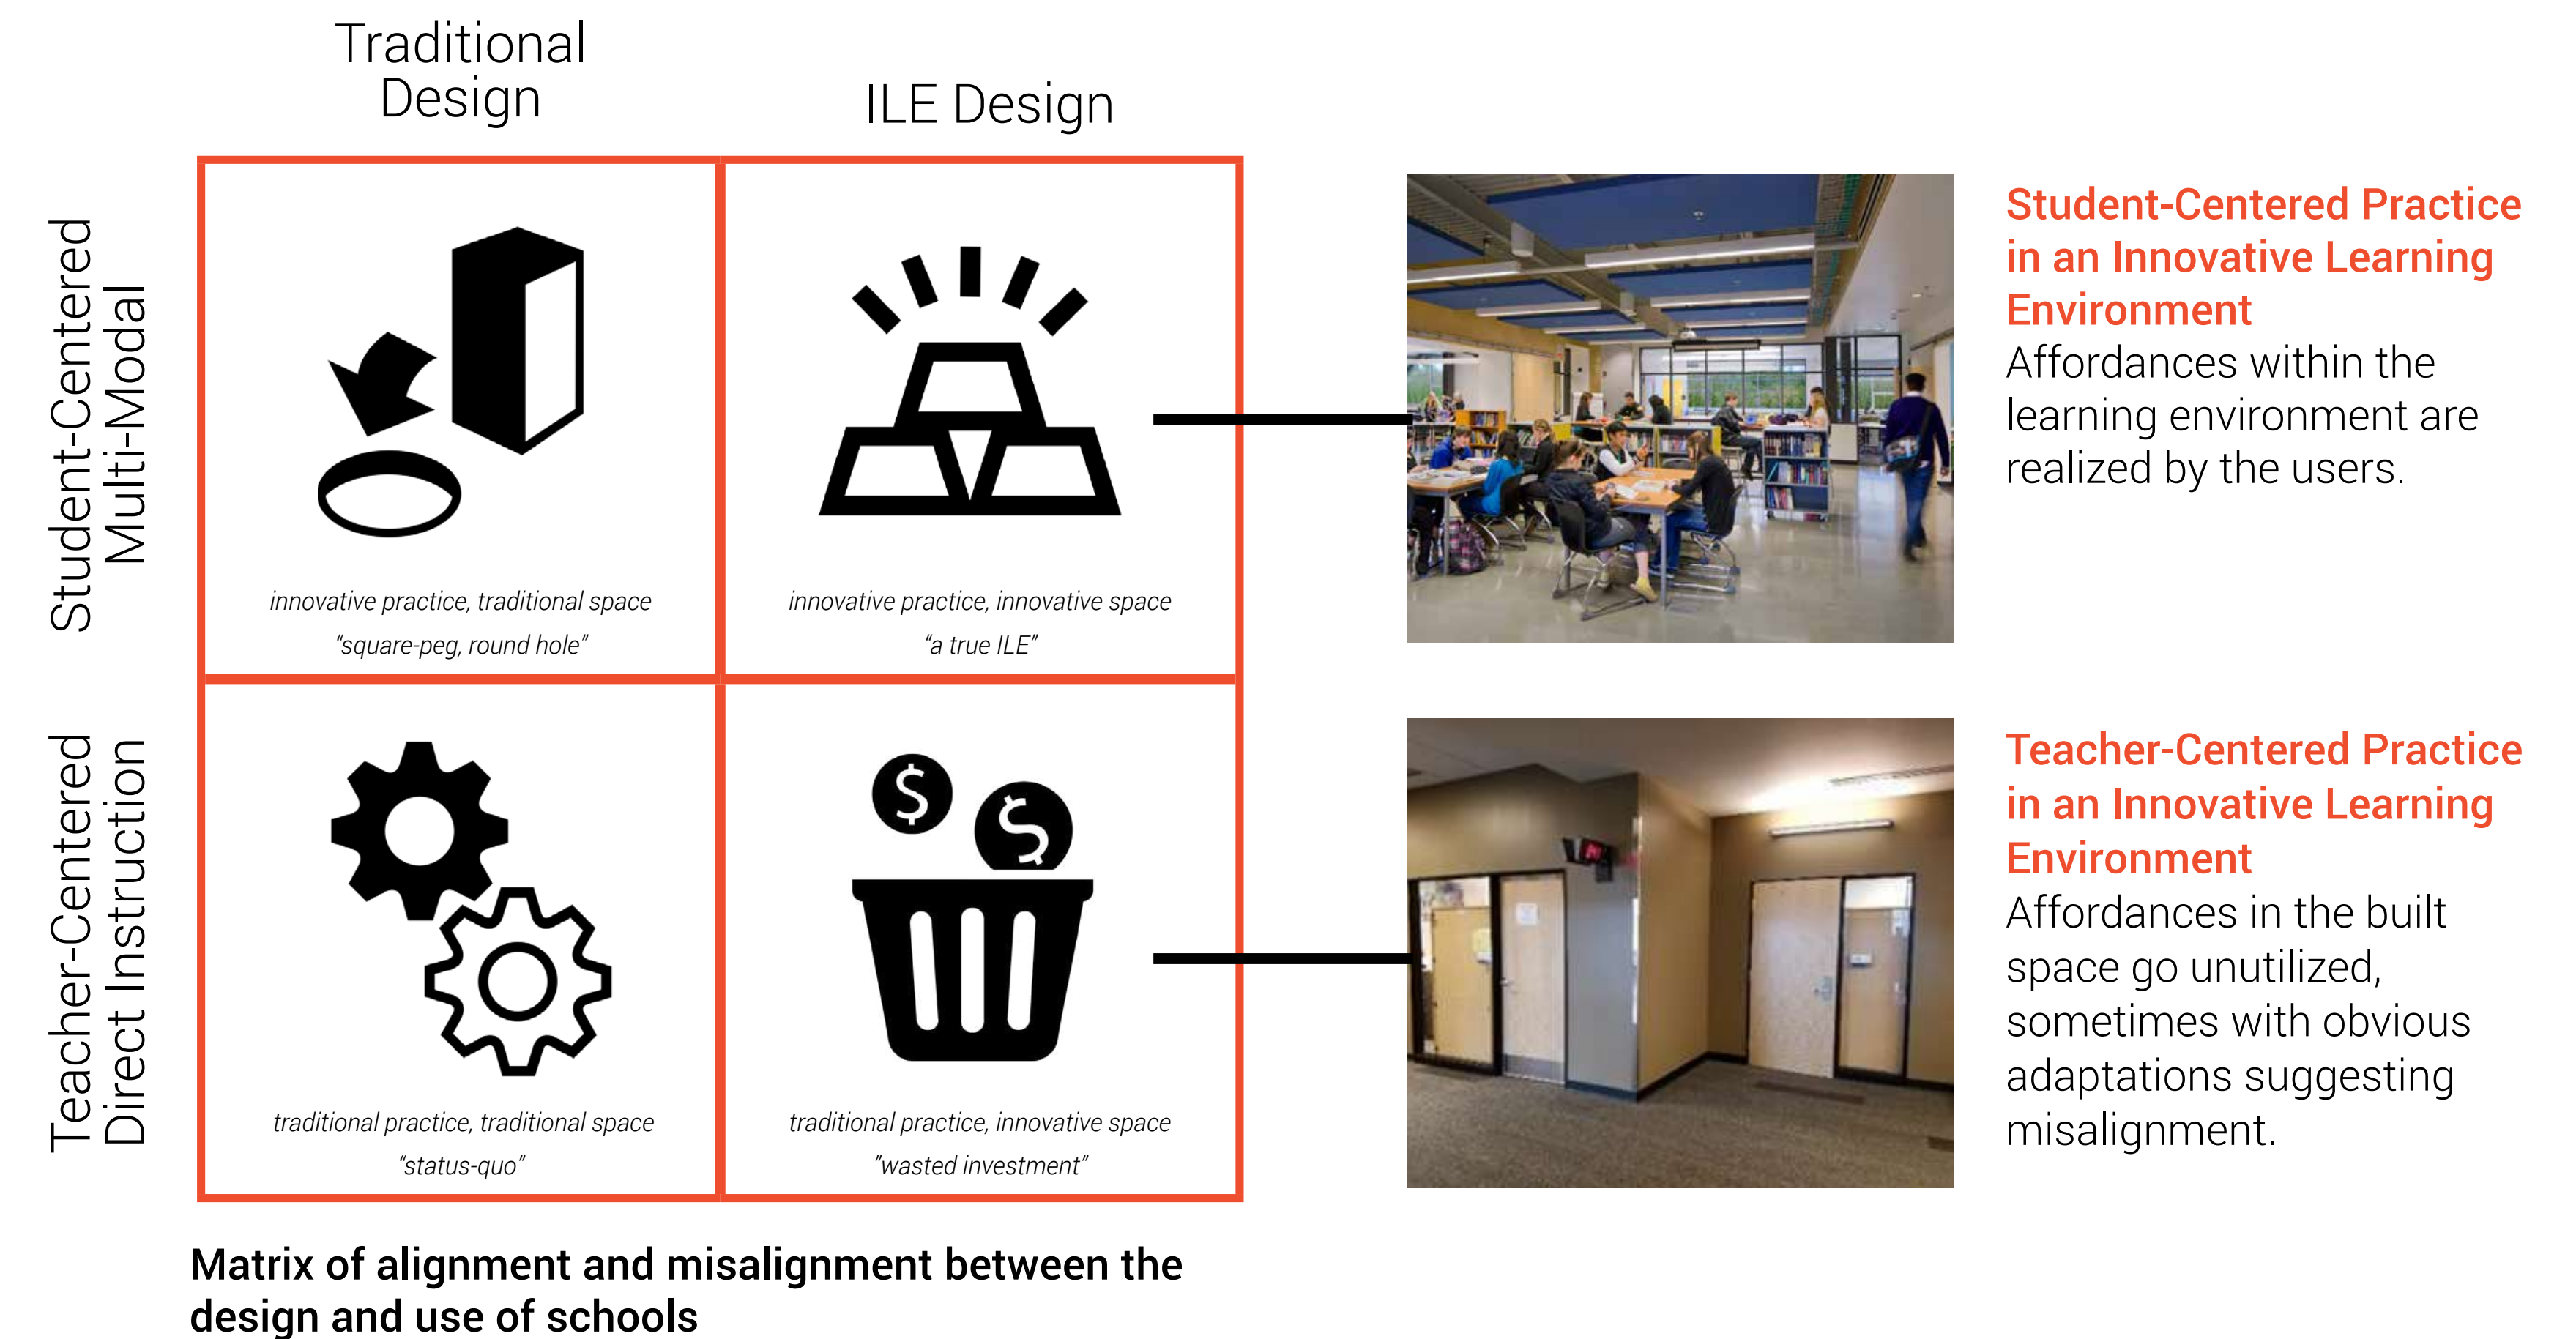 Traditional
Design
ILE Design
Student-Centered
Multi-Modal
innovative practice, traditional space
“square-peg, round hole”
innovative practice, innovative space
“a true ILE”
Teacher-Centered
Direct Instruction
$ $
traditional practice, traditional space
“status-quo”
traditional practice, innovative space
”wasted investment”
Matrix of alignment and misalignment between the
design and use of schools
Student-Centered Practice
in an Innovative Learning
Environment
Affordances within the
learning environment are
realized by the users.
Teacher-Centered Practice
in an Innovative Learning
Environment
Affordances in the built
space go unutilized,
sometimes with obvious
adaptations suggesting
misalignment.